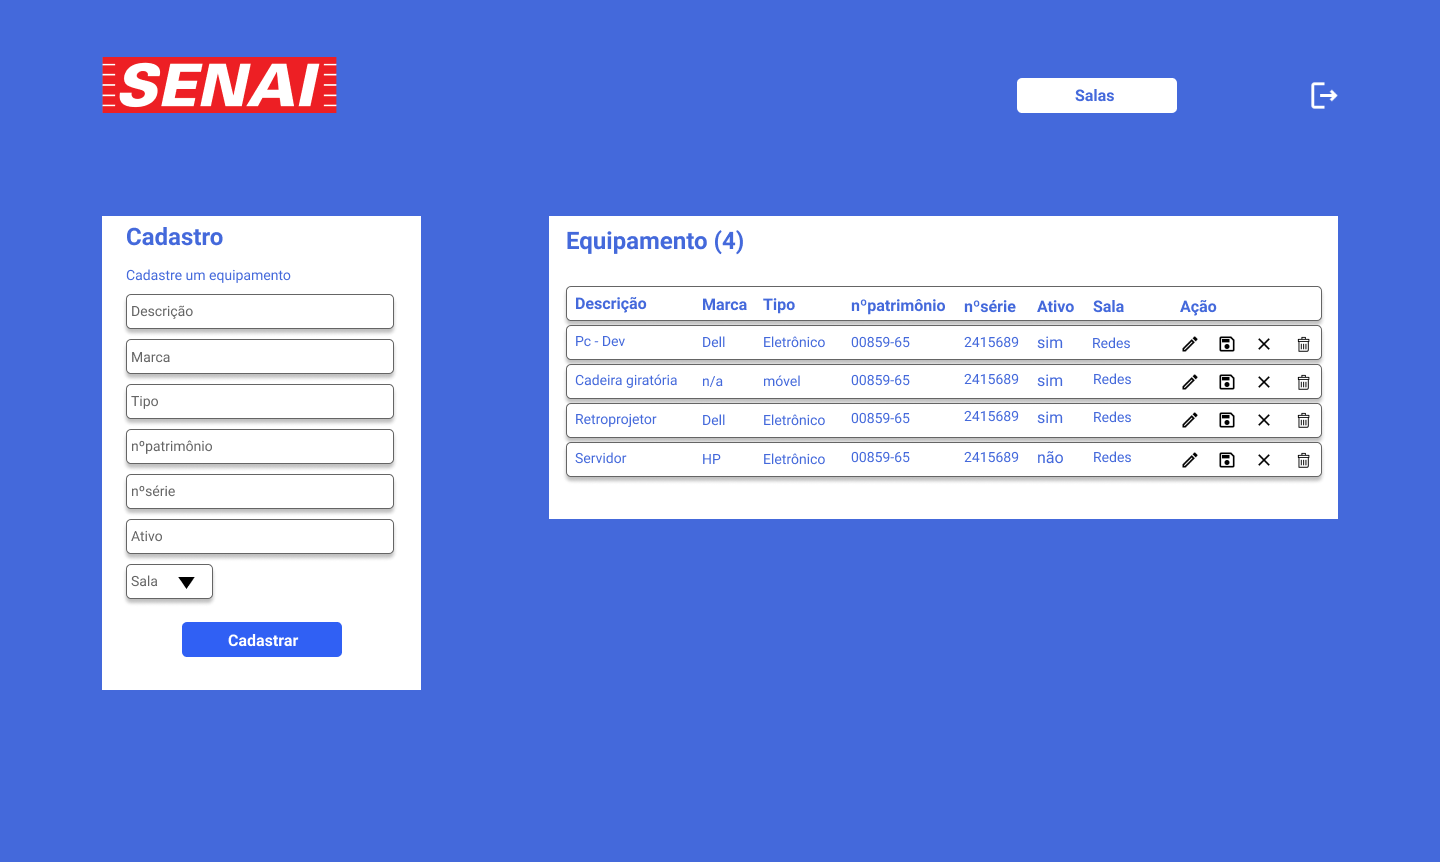 SENAI
Salas
Cadastro
Cadastre um equipamento
Descrição
Marca
Tipo
nºpatrimônio
nºsérie
Ativo
Sala
Cadastrar
Equipamento (4)
Descrição Marca Tipo nºpatrimônio nºsérie Ativo Sala Ação
Pc - Dev Dell Eletrônico 00859-65 2415689 sim Redes
Cadeira giratória n/a móvel 00859-65 2415689 sim Redes
Retroprojetor Dell Eletrônico 00859-65 2415689 sim Redes
Servidor HP Eletrônico 00859-65 2415689 não Redes